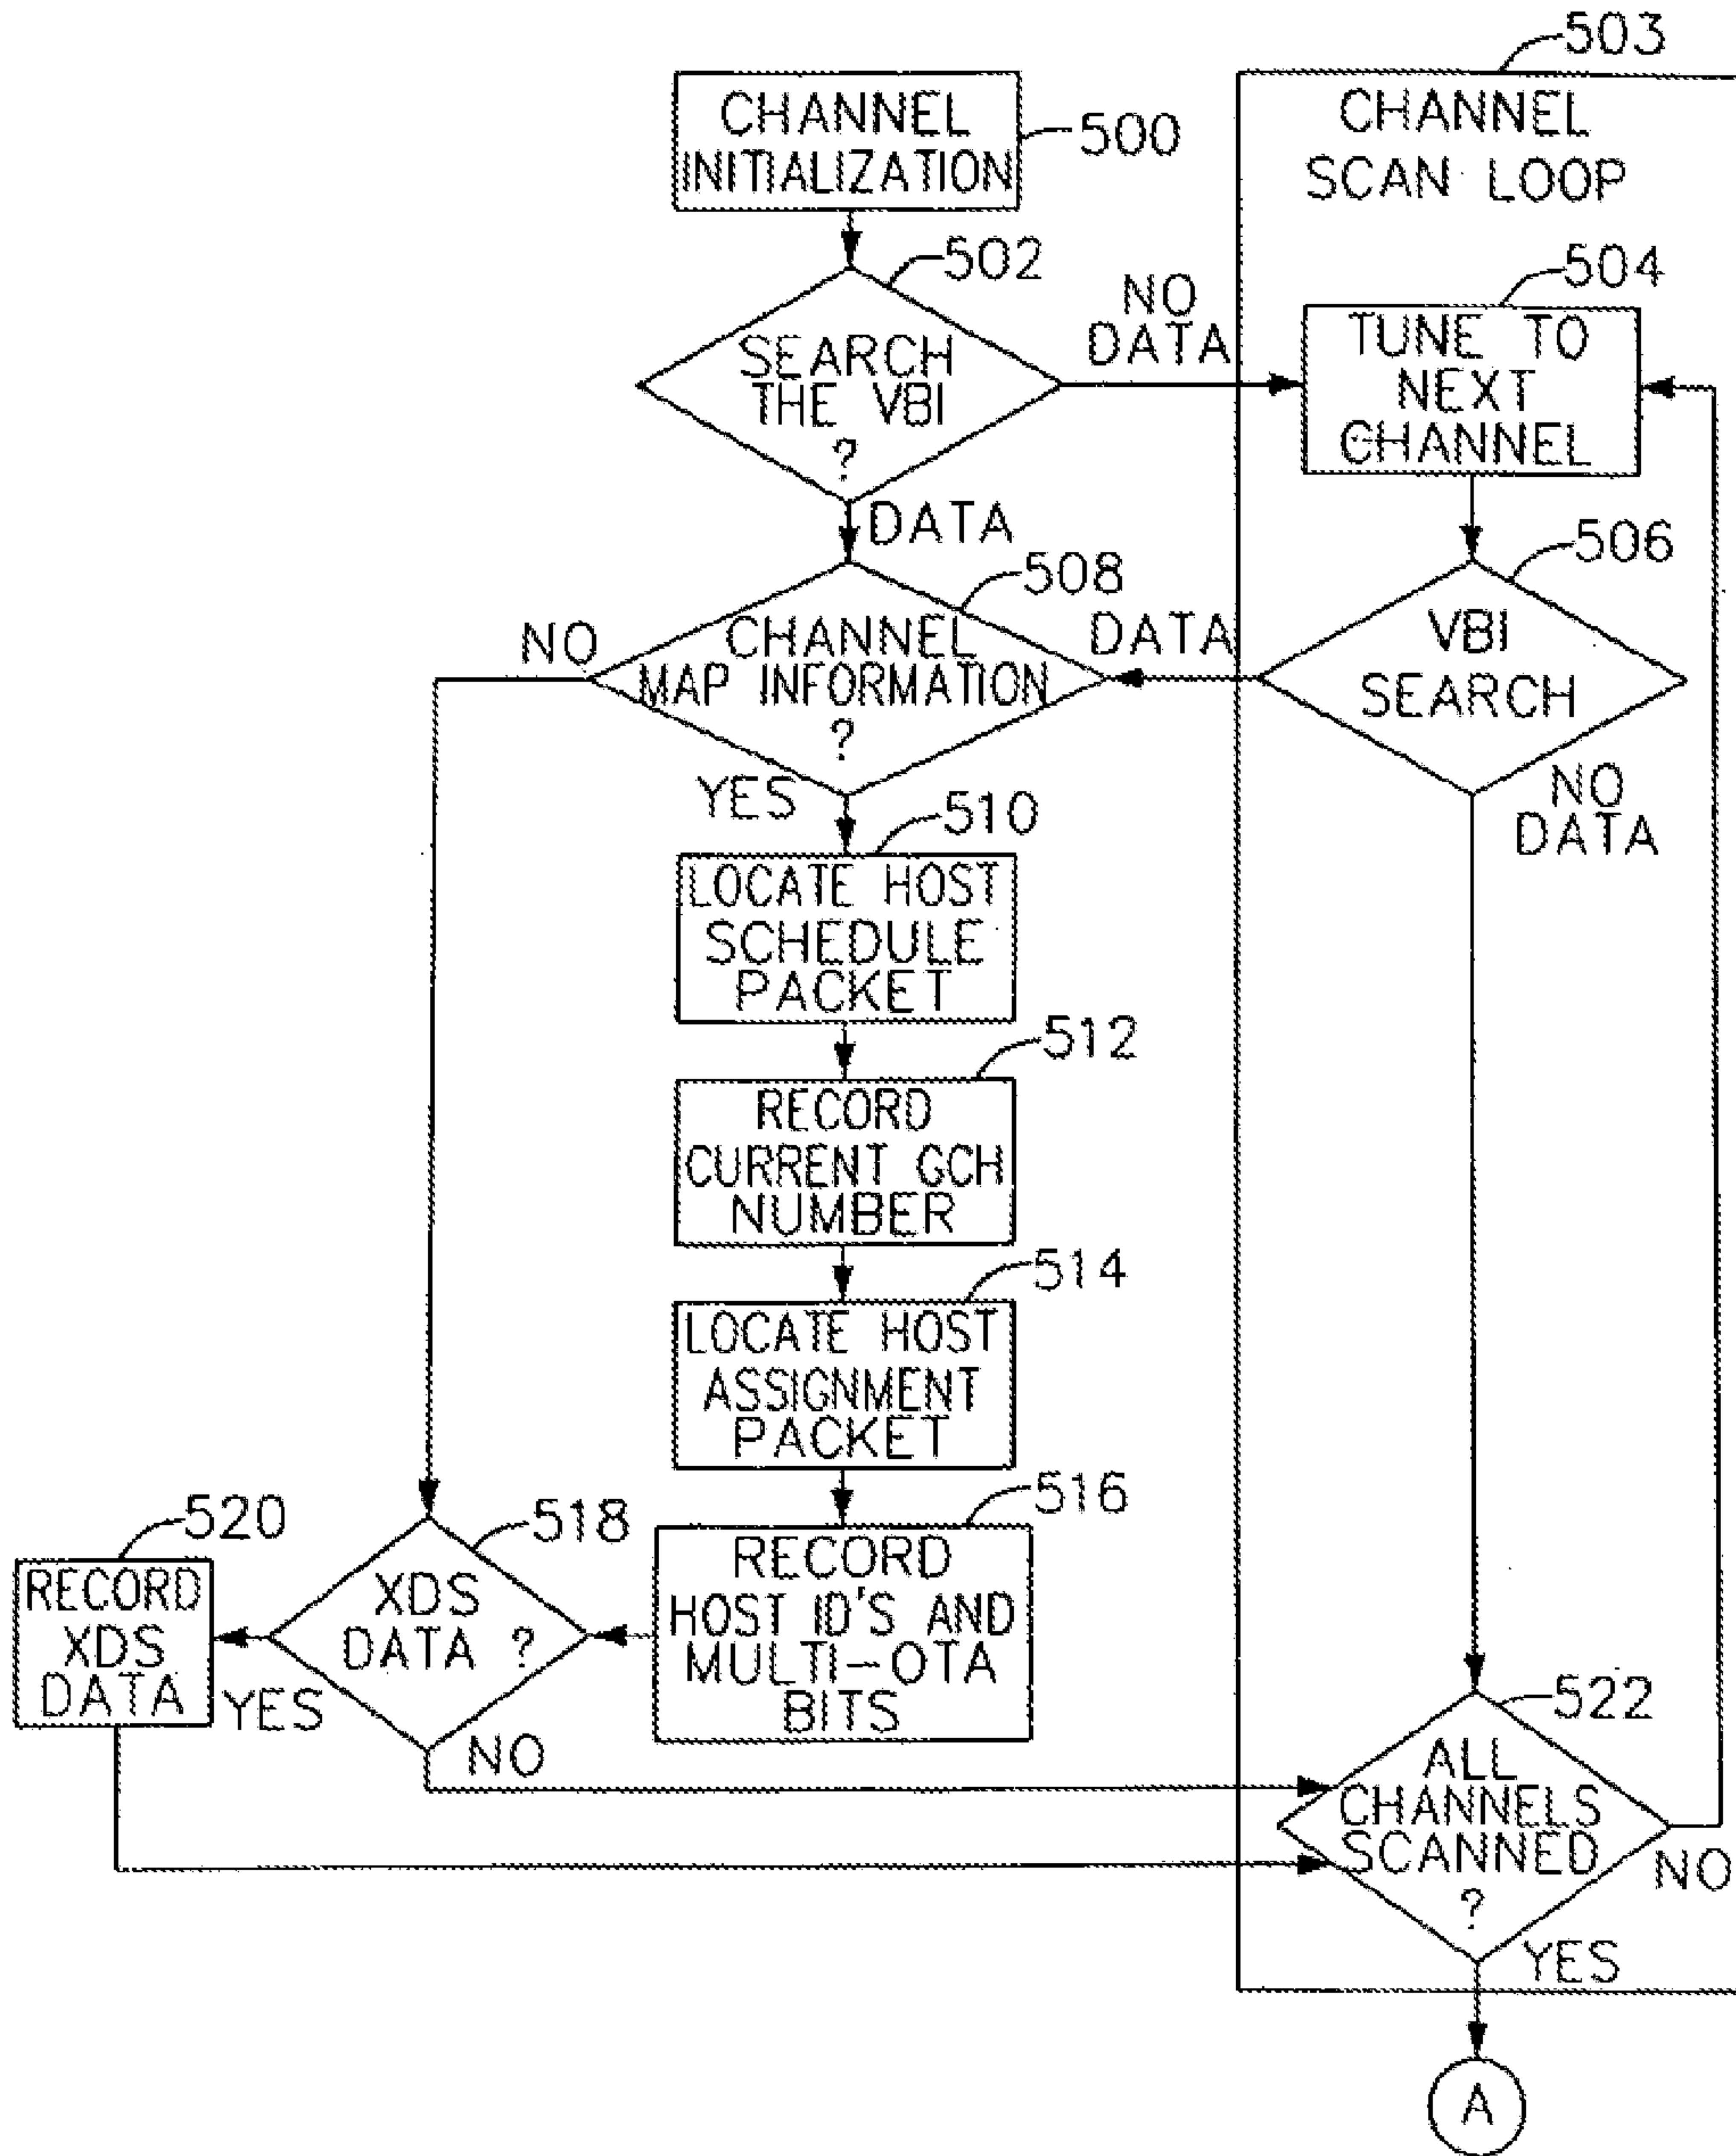 503
CHANNEL
INITIALIZATION
500
CHANNEL
SCAN LOOP
502
SEARCH
THE VBI
?
NO
DATA
504
TUNE TO
NEXT
CHANNEL
DATA
506
VBI
SEARCH
508
CHANNEL
MAP INFORMATION
?
NO
DATA
NO
DATA
YES
510
LOCATE HOST
SCHEDULE
PACKET
512
RECORD
CURRENT GCH
NUMBER
514
LOCATE HOST
ASSIGNMENT
PACKET
516
RECORD
HOST ID'S AND
MULTI-OTA
BITS
518
XDS
DATA ?
520
RECORD
XDS
DATA
YES
NO
522
ALL
CHANNELS
SCANNED
?
NO
YES
A